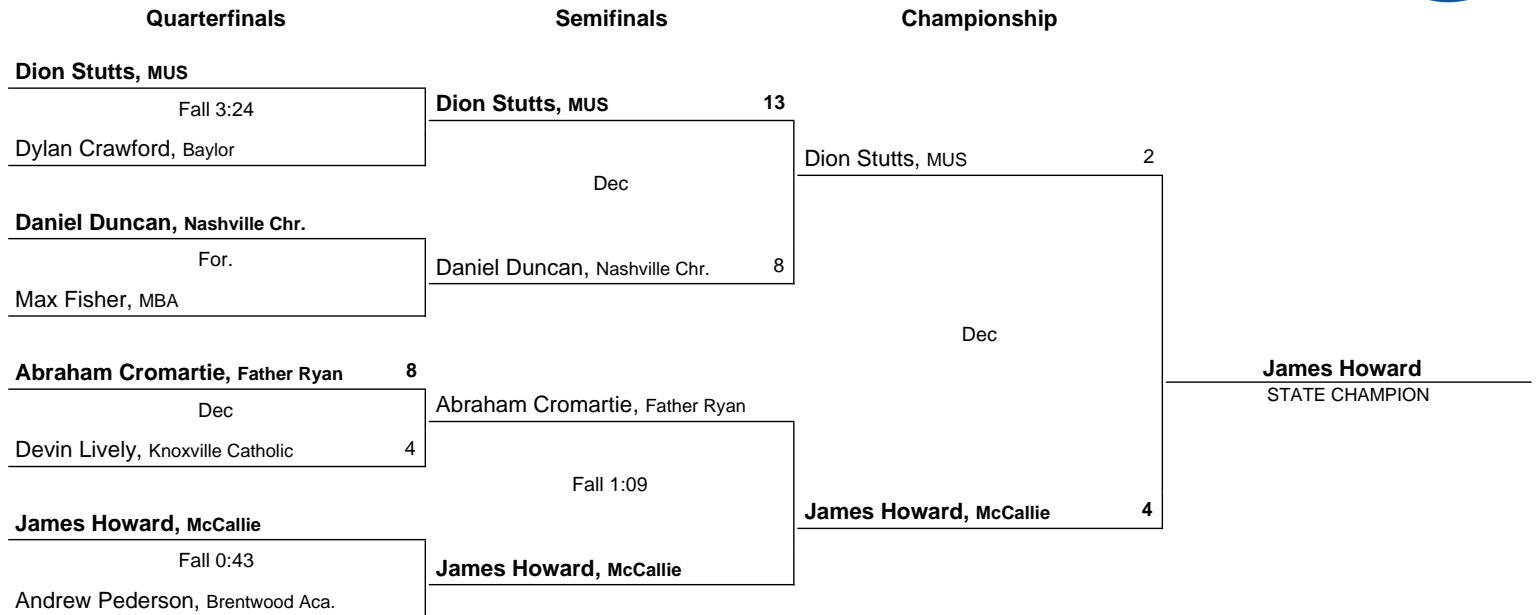 Quarterfinals
Semifinals
Championship
Dion Stutts, MUS
Fall 3:24
Dylan Crawford, Baylor
Daniel Duncan, Nashville Chr.
For.
Max Fisher, MBA
Abraham Cromartie, Father Ryan 8
Dec
Devin Lively, Knoxville Catholic 4
James Howard, McCallie
Fall 0:43
Andrew Pederson, Brentwood Aca.
Dion Stutts, MUS 13
Dec
Daniel Duncan, Nashville Chr. 8
Abraham Cromartie, Father Ryan
Fall 1:09
James Howard, McCallie
Dion Stutts, MUS 2
Dec
James Howard, McCallie 4
James Howard
STATE CHAMPION